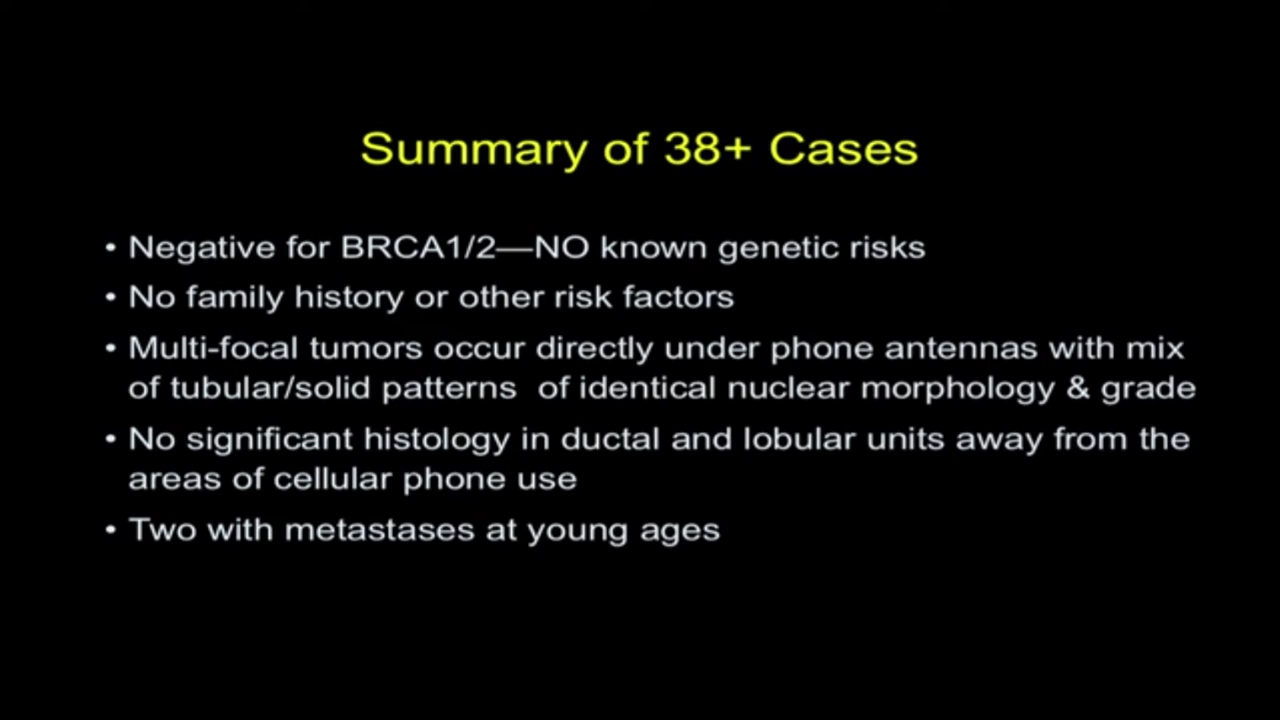 Summary of 38+ Cases
• Negative for BRCA1/2—NO known genetic risks
• No family history or other risk factors
• Multi-focal tumors occur directly under phone antennas with mix
of tubular/solid patterns  of identical nuclear morphology & grade
• No significant histology in ductal and lobular units away from the
areas of cellular phone use
• Two with metastases at young ages